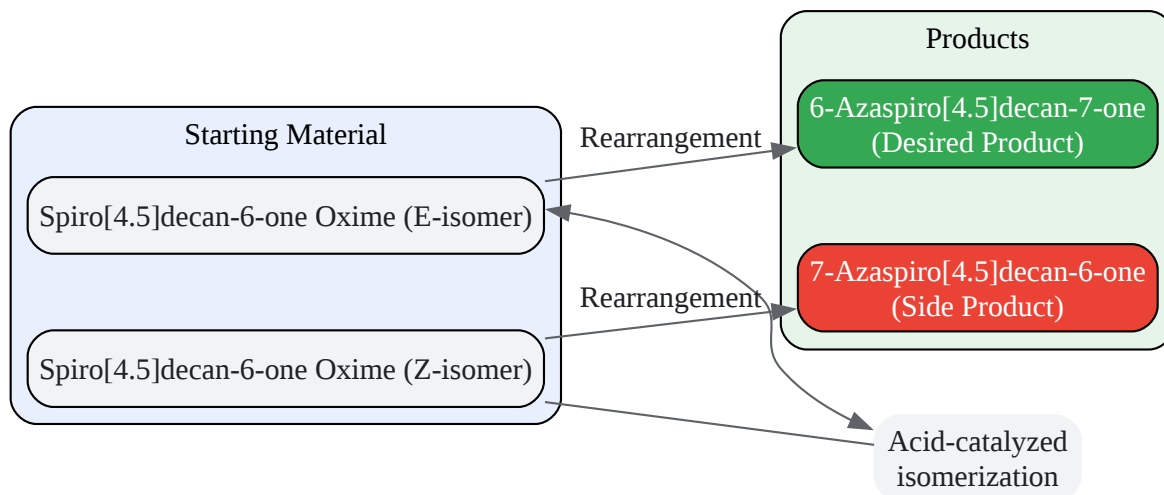 Starting Material
Spiro[4.5]decan-6-one Oxime (E-isomer)
Spiro[4.5]decan-6-one Oxime (Z-isomer)
Rearrangement
Rearrangement
Products
6-Azaspiro[4.5]decan-7-one
(Desired Product)
7-Azaspiro[4.5]decan-6-one
(Side Product)
Acid-catalyzed
isomerization